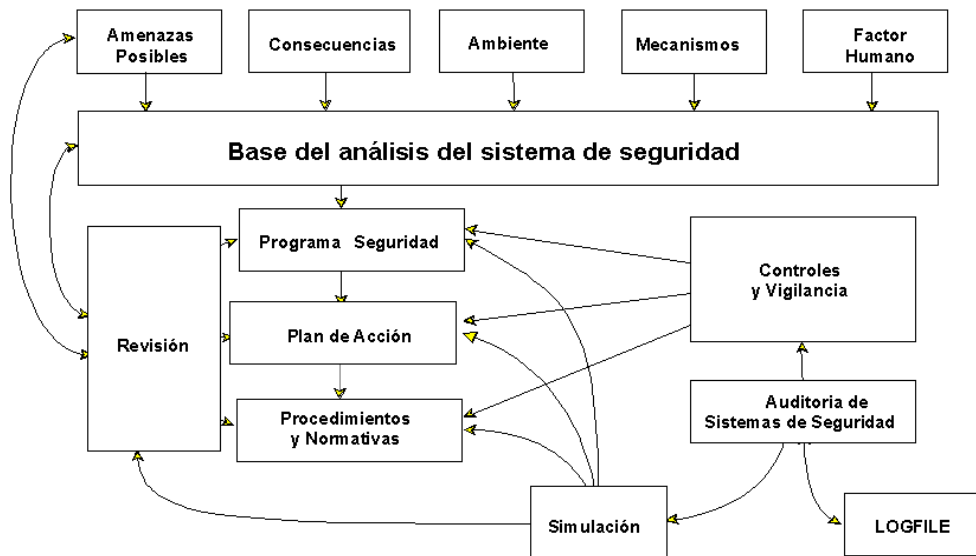 Amenazas
Posibles
Consecuencias
Ambiente
Mecanismos
Factor
Humano
Base del análisis del sistema de seguridad
Programa Seguridad
Controles
y Vigilancia
Revisión
Plan de Acción
Procedimientos
y Normativas
Auditoria de
Sistemas de Seguridad
Simulación
LOGFILE